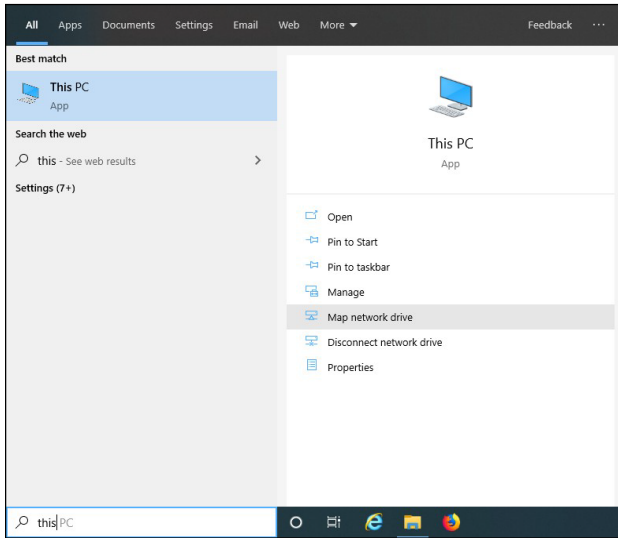 All Apps Documents Settings Email Web More Feedback ...
Best match
This PC
App
Search the web
this - See web results
Settings (7+)
This PC
App
Open
Pin to Start
Pin to taskbar
Manage
Map network drive
Disconnect network drive
Properties
this PC